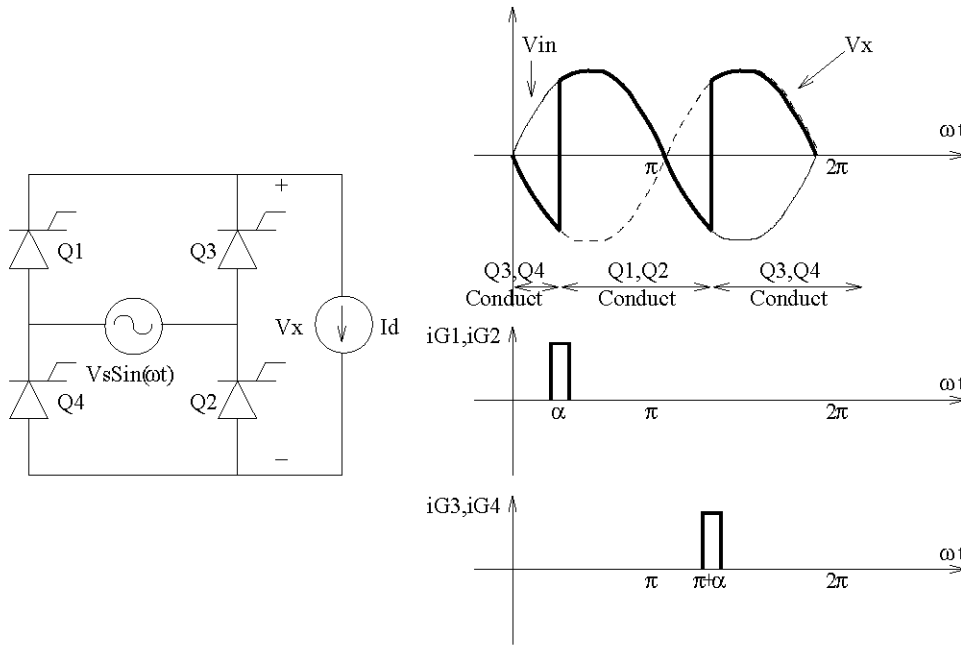 Vin
Vx
ωt
π
2π
+
Q1
Q3
Q3,Q4
Conduct
Q1,Q2
Conduct
Q3,Q4
Conduct
Vx
Id
VsSin(ωt)
Q4
Q2
−
iG1,iG2
ωt
α
π
2π
iG3,iG4
ωt
π
π+α
2π